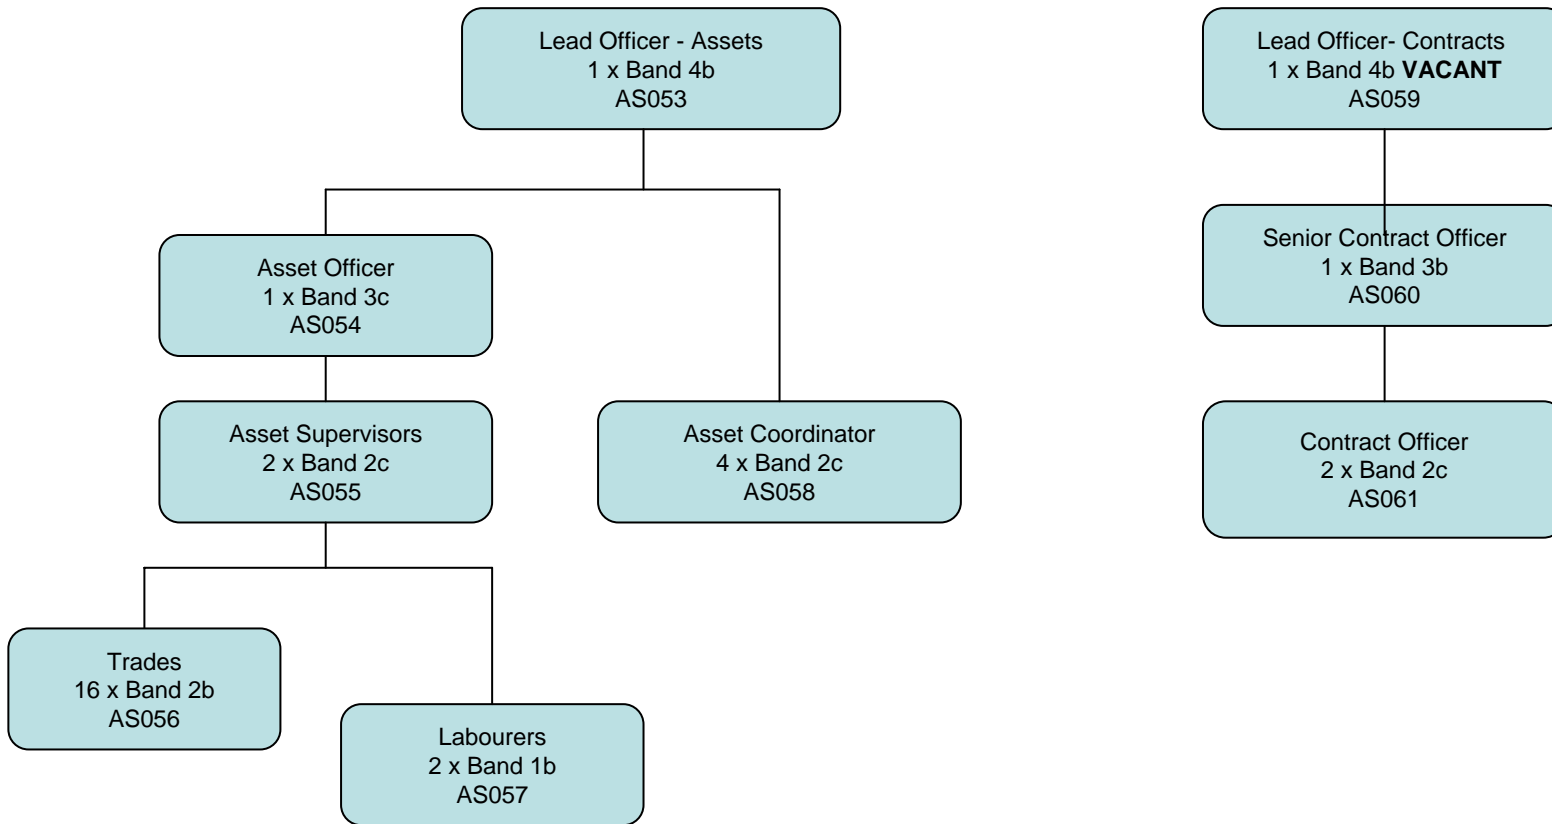 Lead Officer - Assets
1 x Band 4b
AS053
Lead Officer- Contracts
1 x Band 4b VACANT
AS059
Senior Contract Officer
1 x Band 3b
AS060
Asset Officer
1 x Band 3c
AS054
Asset Supervisors
2 x Band 2c
AS055
Asset Coordinator
4 x Band 2c
AS058
Contract Officer
2 x Band 2c
AS061
Trades
16 x Band 2b
AS056
Labourers
2 x Band 1b
AS057